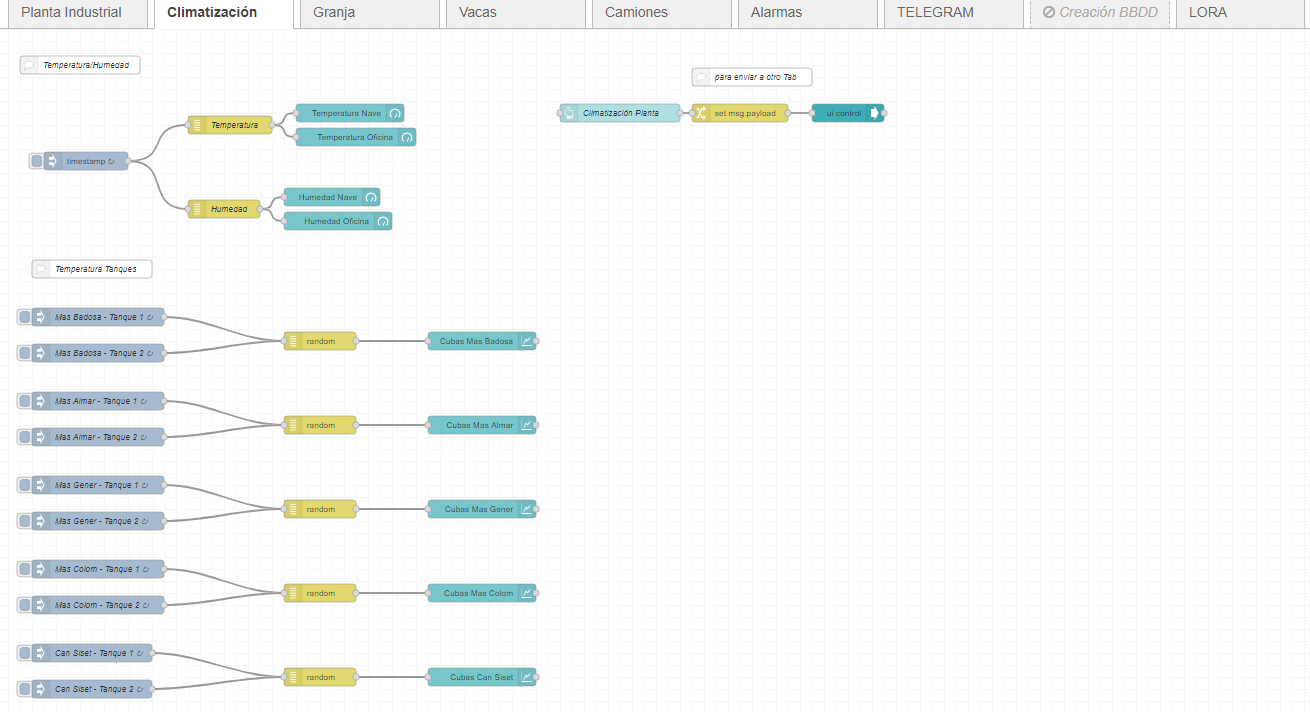 Planta Industrial
Climatización
Granja
Vacas
Camiones
Alarmas
TELEGRAM
Creación BBDD
LORA
Temperatura/Humedad
para enviar a otro Tab
Temperatura
Temperatura Nave
Temperatura Oficina
Climatización Planta
set msg.payload
ui control
timestamp ↻
Humedad
Humedad Nave
Humedad Oficina
Temperatura Tanques
Mas Badosa - Tanque 1 ↻
Mas Badosa - Tanque 2 ↻
random
Cubas Mas Badosa
Mas Almar - Tanque 1 ↻
Mas Almar - Tanque 2 ↻
random
Cubas Mas Almar
Mas Gener - Tanque 1 ↻
Mas Gener - Tanque 2 ↻
random
Cubas Mas Gener
Mas Colom - Tanque 1 ↻
Mas Colom - Tanque 2 ↻
random
Cubas Mas Colom
Can Siset - Tanque 1 ↻
Can Siset - Tanque 2 ↻
random
Cubas Can Siset